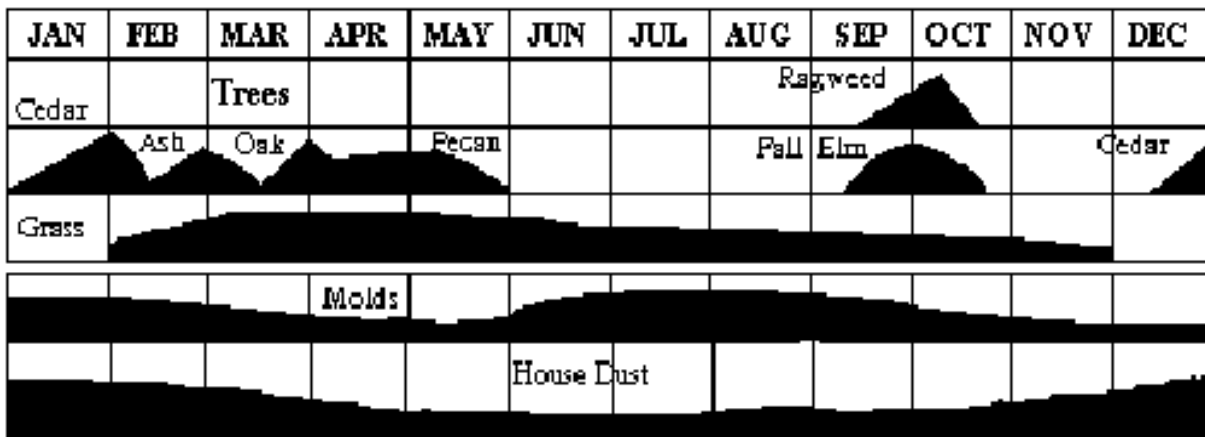 JAN FEB MAR APR MAY JUN JUL AUG SEP OCT NOV DEC
Ragweed
Trees
Cedar
Ash Oak Pecan Fall Elm Cedar
Grass
Molds
House Dust